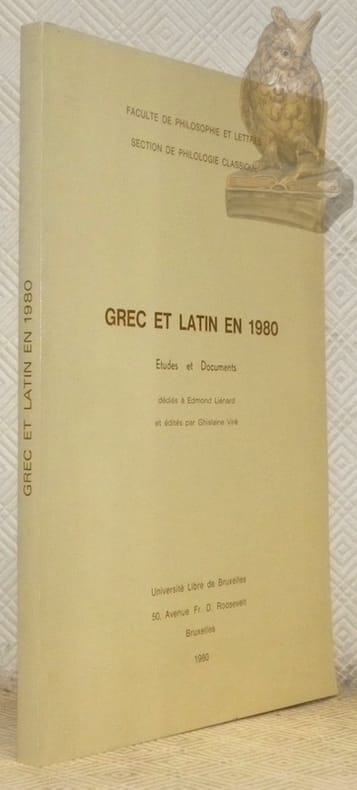 FACULTE DE PHILOSOPHIE ET LETTRES
SECTION DE PHILOLOGIE CLASSIQUE
GREC ET LATIN EN 1980
Etudes et Documents
dédiés à Edmond Liénard
et édités par Ghislaine Viré
Université Libre de Bruxelles
50, Avenue Fr. D. Roosevelt
Bruxelles
1980
GREC ET LATIN EN 1980